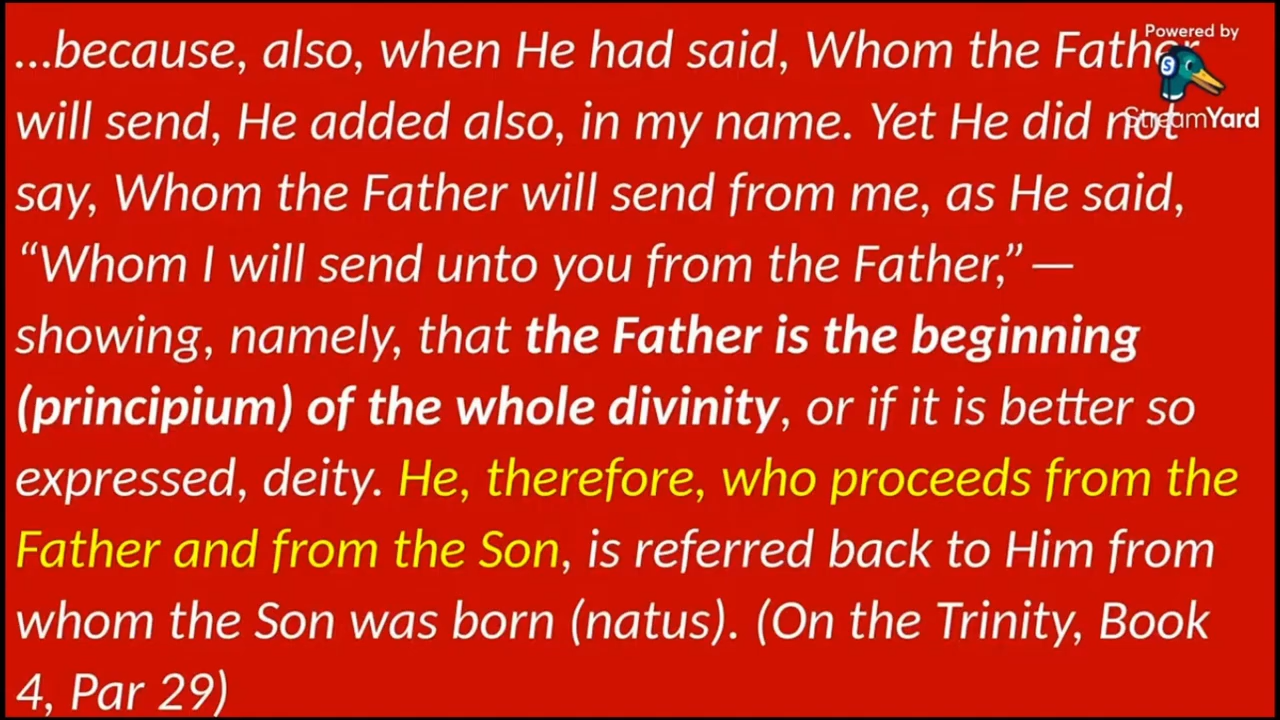 ...because, also, when He had said, Whom the Father
will send, He added also, in my name. Yet He did not
say, Whom the Father will send from me, as He said,
“Whom I will send unto you from the Father,”—
showing, namely, that the Father is the beginning
(principium) of the whole divinity, or if it is better so
expressed, deity. He, therefore, who proceeds from the
Father and from the Son, is referred back to Him from
whom the Son was born (natus). (On the Trinity, Book
4, Par 29)
Powered by
S
StreamYard